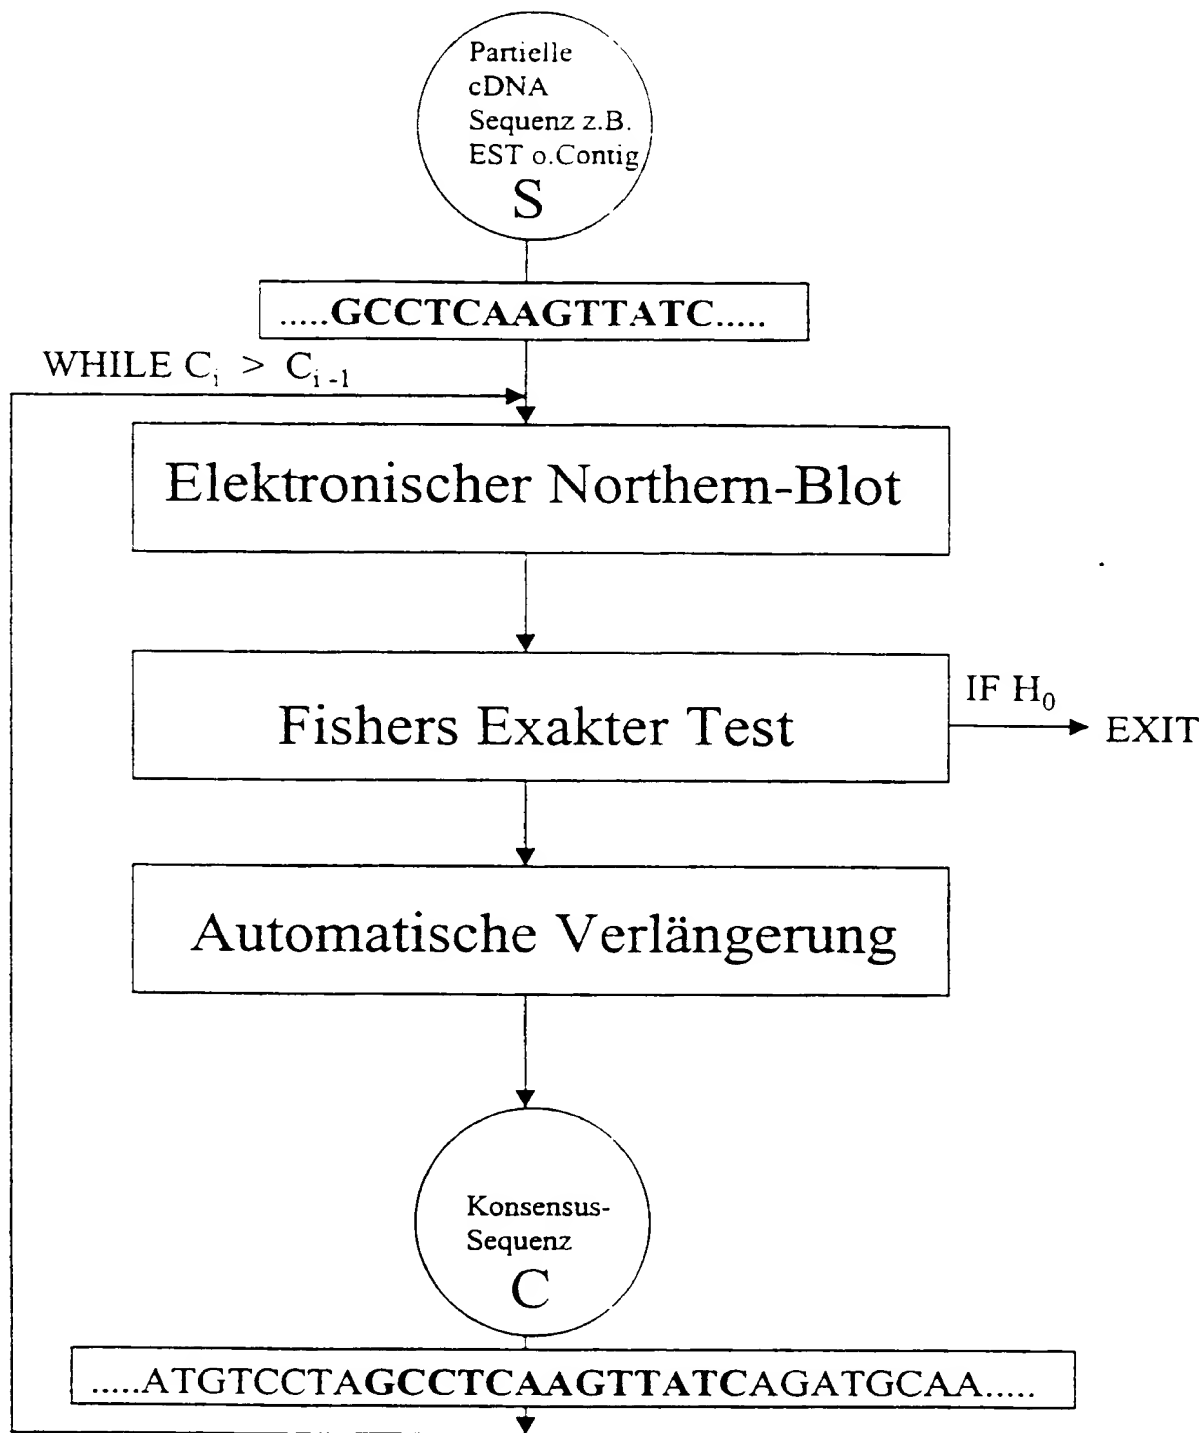 Partielle
cDNA
Sequenz z.B.
EST o.Contig
S
.....GCCTCAAGTTATC.....
WHILE Ci > Ci-1
Elektronischer Northern-Blot
Fishers Exakter Test
IF H0
EXIT
Automatische Verlängerung
Konsensus-
Sequenz
C
.....ATGTCCTAGCCTCAAGTTATCAGATGCAA.....